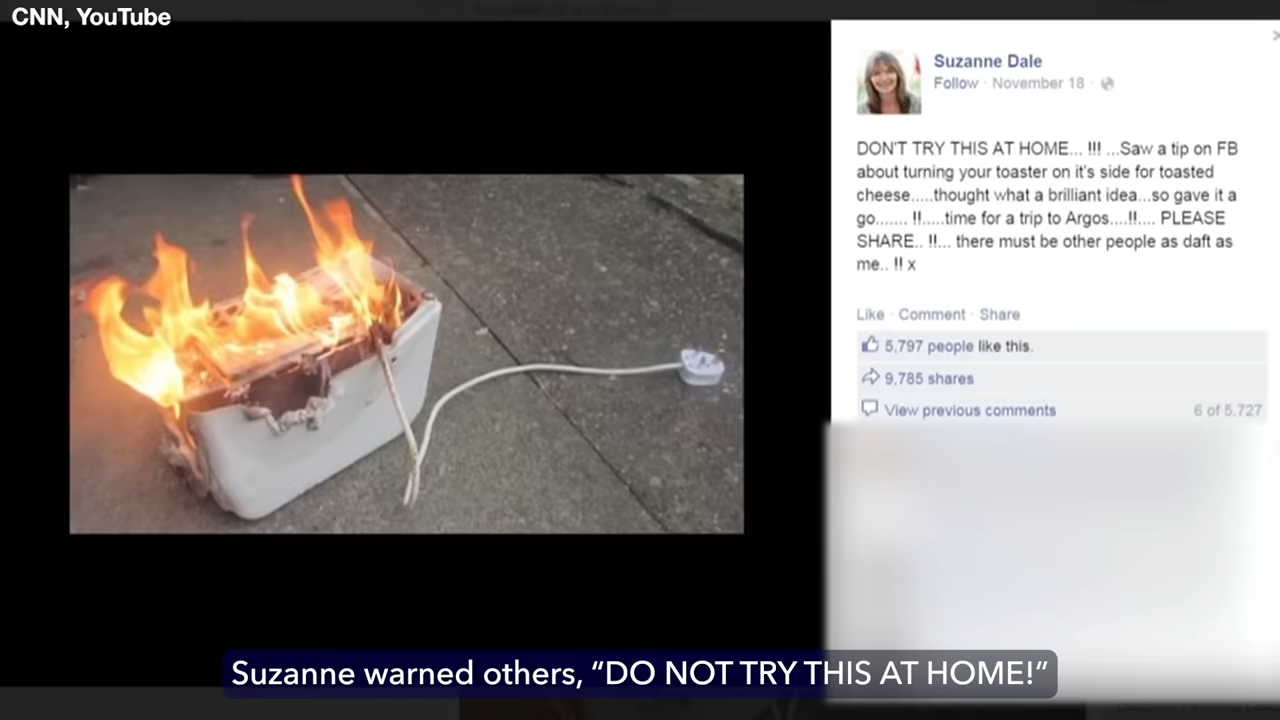 CNN, YouTube
Suzanne Dale
Follow · November 18 ·
DON'T TRY THIS AT HOME... !!! ...Saw a tip on FB
about turning your toaster on it's side for toasted
cheese.....thought what a brilliant idea...so gave it a
go....... !!.....time for a trip to Argos....!!.... PLEASE
SHARE.. !!... there must be other people as daft as
me.. !! x
Like · Comment · Share
5,797 people like this.
9,785 shares
View previous comments 6 of 5,727
Suzanne warned others, “DO NOT TRY THIS AT HOME!”